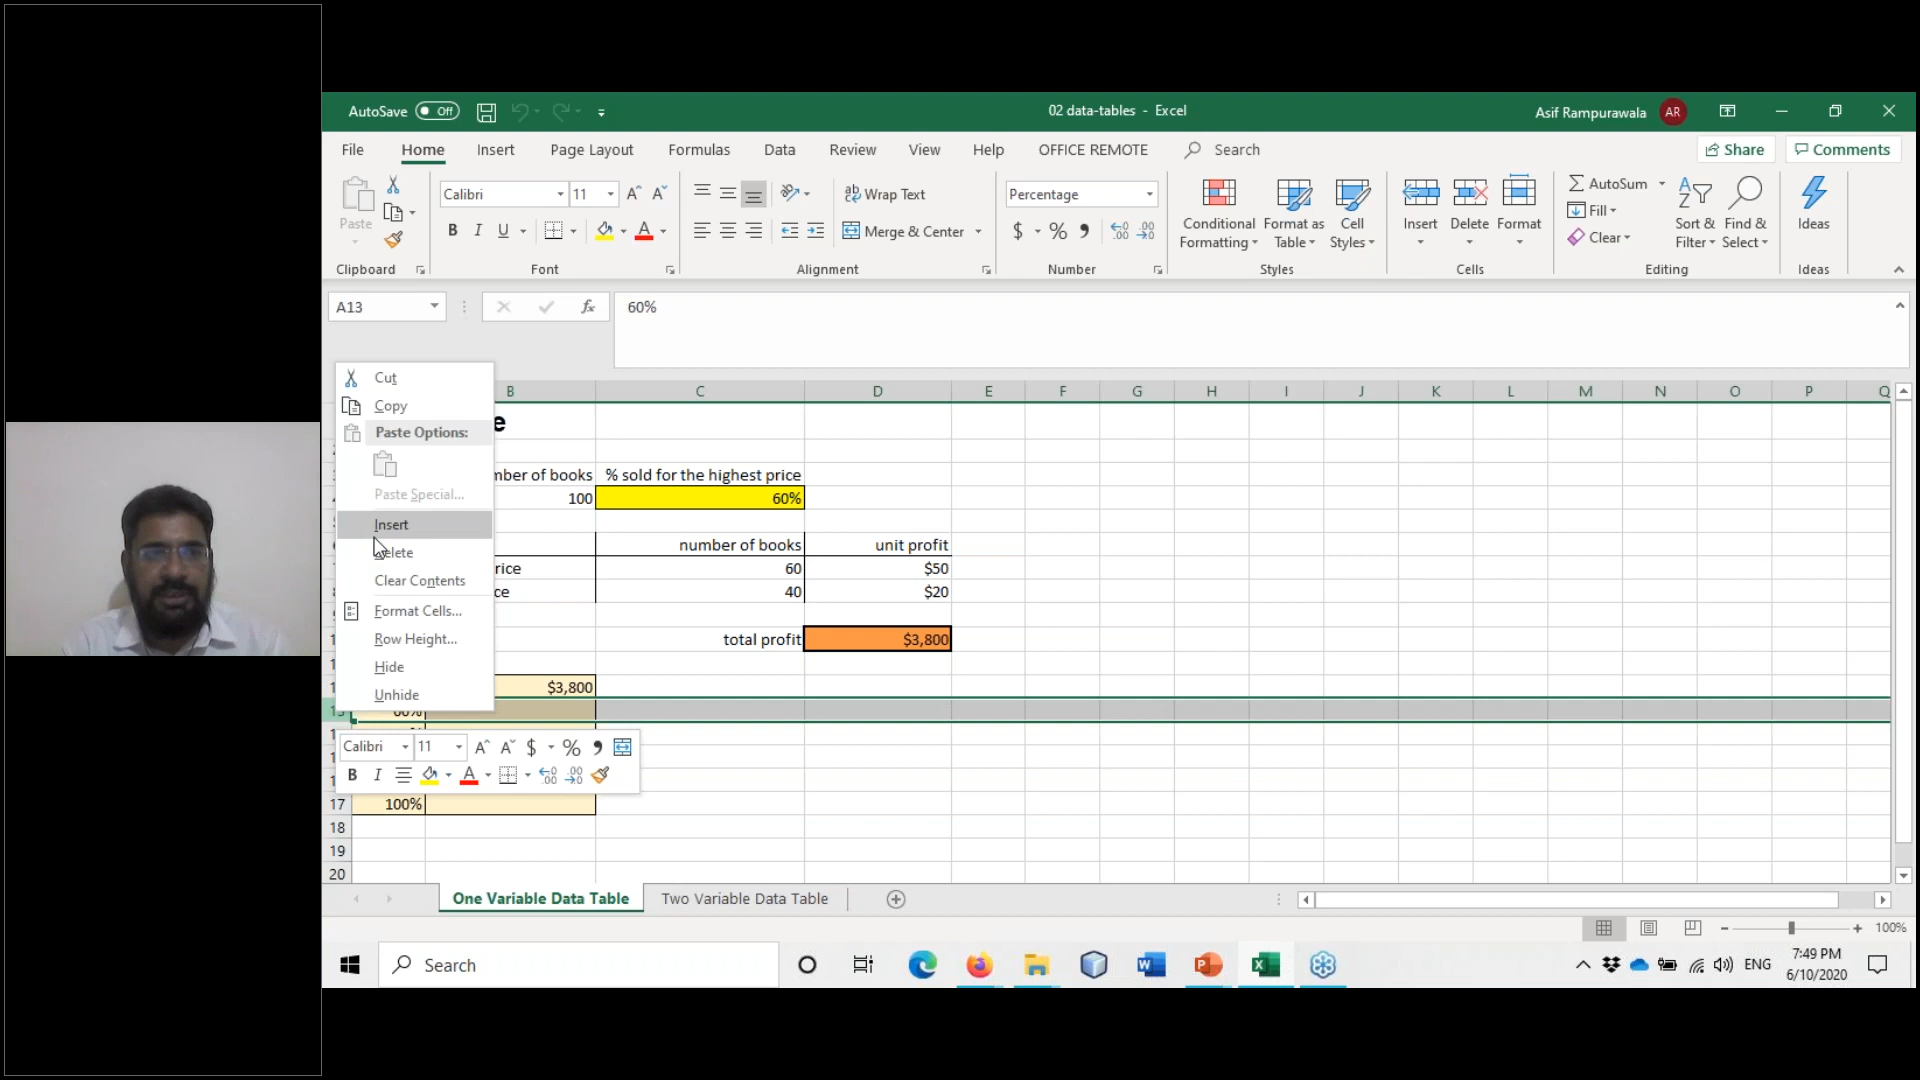 AutoSave Off
02 data-tables - Excel
Asif Rampurawala AR
File Home Insert Page Layout Formulas Data Review View Help OFFICE REMOTE Search
Share Comments
Paste
Clipboard
Calibri 11
B I U
Font
ab Wrap Text
Merge & Center
Alignment
Percentage
$ % ,
Number
Conditional Formatting
Format as Table
Cell Styles
Styles
Insert Delete Format
Cells
AutoSum
Fill
Clear
Sort & Filter
Find & Select
Editing
Ideas
Ideas
A13
fx
60%
Cut
Copy
Paste Options:
Paste Special...
Insert
Delete
Clear Contents
Format Cells...
Row Height...
Hide
Unhide
B C D E F G H I J K L M N O P Q
e
mber of books % sold for the highest price
100 60%
number of books unit profit
rice 60 $50
ce 40 $20
total profit $3,800
$3,800
Calibri 11 $ % ,
B I A
17 100%
18
19
20
One Variable Data Table Two Variable Data Table
100%
Search
ENG
7:49 PM
6/10/2020